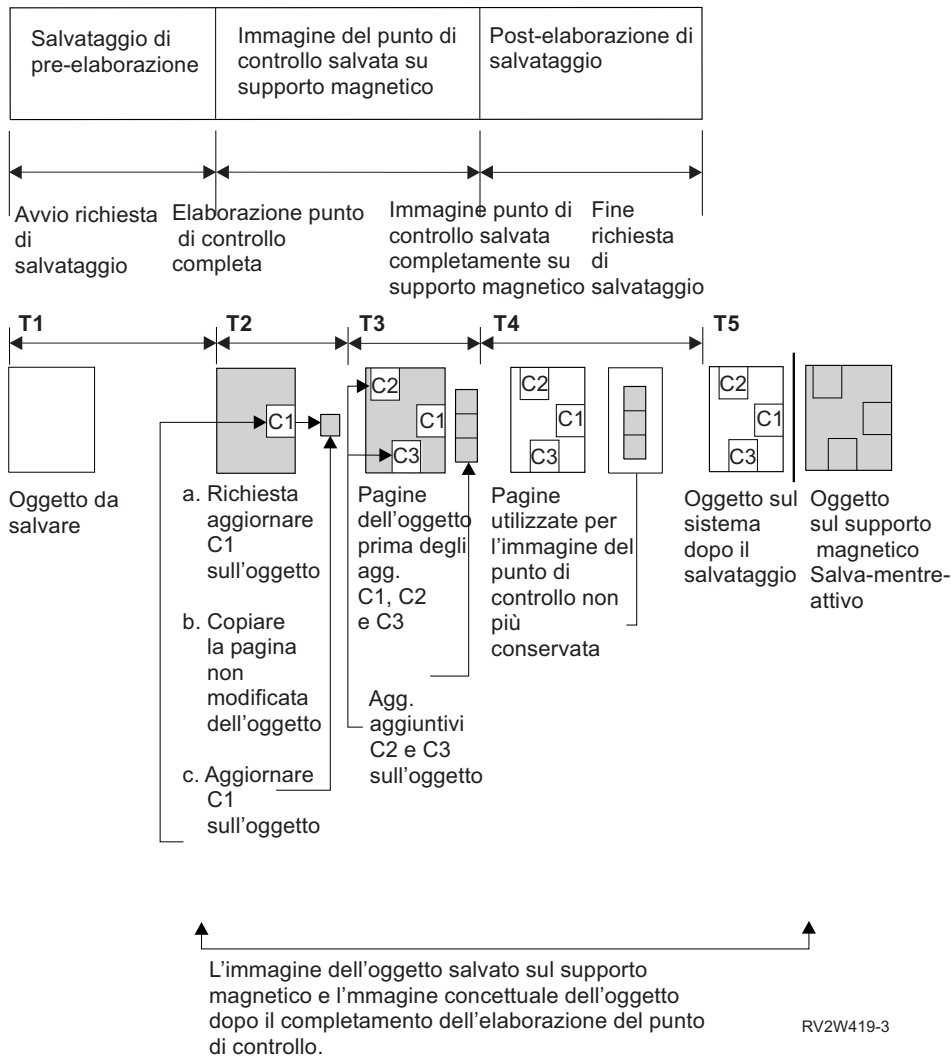 Salvataggio di
pre-elaborazione
Immagine del punto di
controllo salvata su
supporto magnetico
Post-elaborazione di
salvataggio
Avvio richiesta
di
salvataggio
Elaborazione punto
di controllo
completa
Immagine punto di
controllo salvata
completamente su
supporto magnetico
Fine
richiesta
di
salvataggio
T1
T2
T3
T4
T5
C1
C2
C1
C3
C2
C1
C3
C2
C1
C3
Oggetto da
salvare
a. Richiesta
aggiornare
C1
sull'oggetto
b. Copiare
la pagina
non
modificata
dell'oggetto
c. Aggiornare
C1
sull'oggetto
Pagine
dell'oggetto
prima degli
agg.
C1, C2
e C3
Agg.
aggiuntivi
C2 e C3
sull'oggetto
Pagine
utilizzate per
l'immagine del
punto di
controllo non
più
conservata
Oggetto sul
sistema
dopo il
salvataggio
Oggetto
sul supporto
magnetico
Salva-mentre-
attivo
L'immagine dell'oggetto salvato sul supporto
magnetico e l'mmagine concettuale dell'oggetto
dopo il completamento dell'elaborazione del punto
di controllo.
RV2W419-3